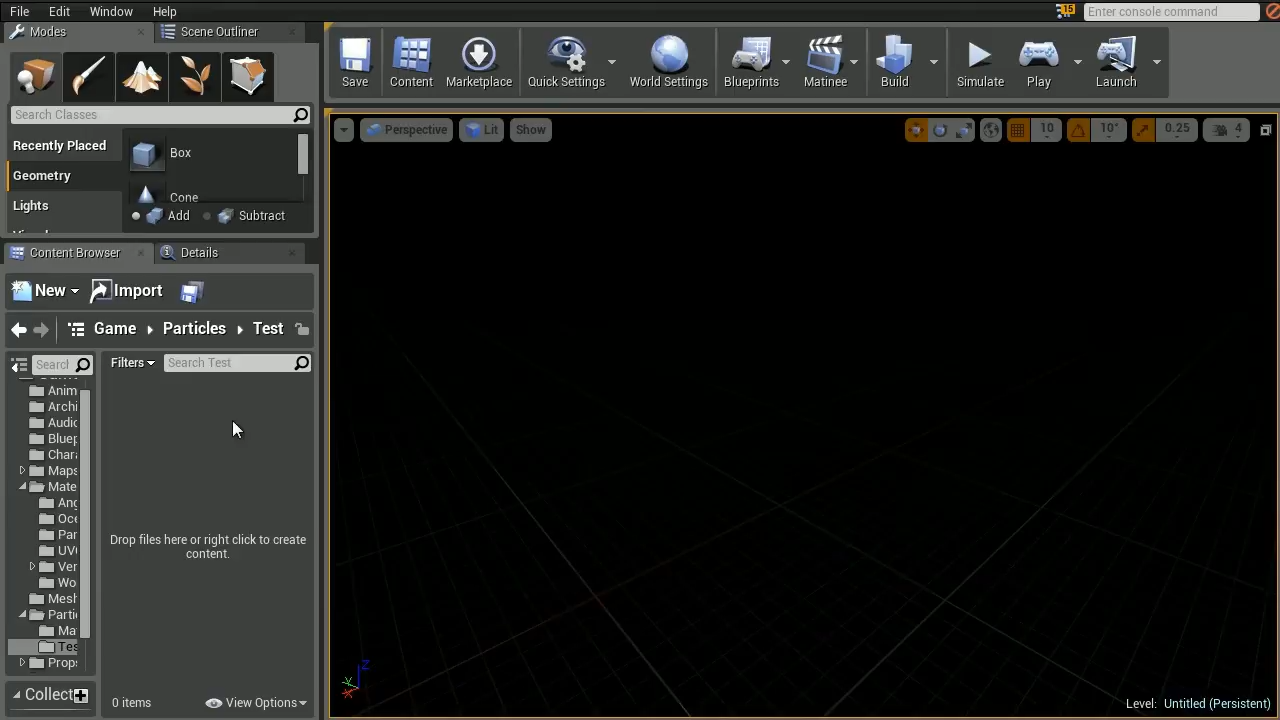 File Edit Window Help
15
Enter console command
Modes
Scene Outliner
Save
Content
Marketplace
Quick Settings
World Settings
Blueprints
Matinee
Build
Simulate
Play
Launch
Search Classes
Recently Placed
Geometry
Lights
Box
Cone
Add
Subtract
Perspective
Lit
Show
10
10°
0.25
4
Content Browser
Details
New
Import
Game
Particles
Test
Search
Filters
Search Test
Anim
Archi
Audio
Bluep
Chara
Maps
Mate
Ang
Oce
Par
UV
Ver
Wo
Mesh
Parti
Ma
Tes
Props
Drop files here or right click to create
content.
Collect
0 items
View Options
Z
Y
X
Level: Untitled (Persistent)